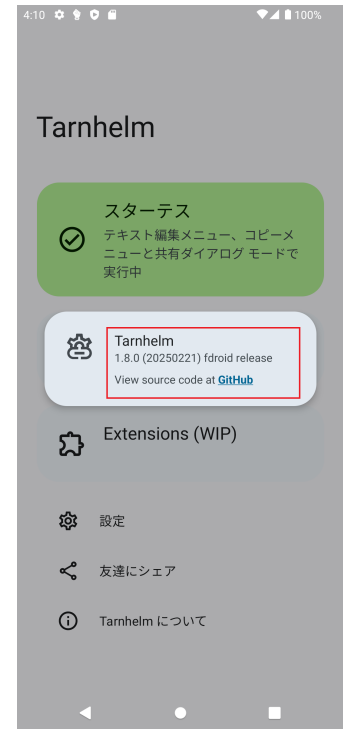 4:10
100%
Tarnhelm
スターテス
テキスト編集メニュー、コピーメ
ニューと共有ダイアログ モードで
実行中
Tarnhelm
1.8.0 (20250221) fdroid release
View source code at GitHub
Extensions (WIP)
設定
友達にシェア
Tarnhelm について